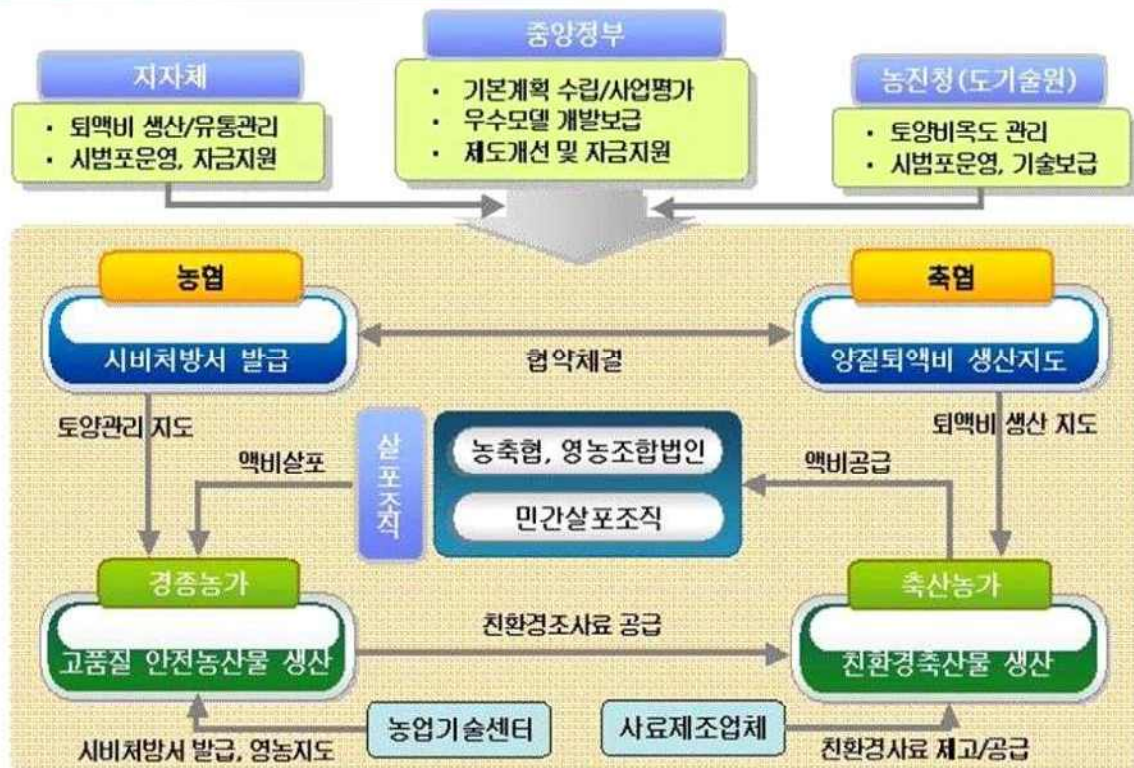 중앙정부
• 기본계획 수립/사업평가
• 우수모델 개발보급
• 제도개선 및 자금지원
지자체
• 퇴액비 생산/유통관리
• 시범포운영, 자금지원
농진청(도기술원)
• 토양비옥도 관리
• 시범포운영, 기술보급
농협
시비처방서 발급
축협
양질퇴액비 생산지도
협약체결
토양관리 지도
퇴액비 생산 지도
액비살포
살포조직
농축협, 영농조합법인
민간살포조직
액비공급
경종농가
고품질 안전농산물 생산
친환경조사료 공급
축산농가
친환경축산물 생산
농업기술센터
시비처방서 발급, 영농지도
사료제조업체
친환경사료 제고/공급